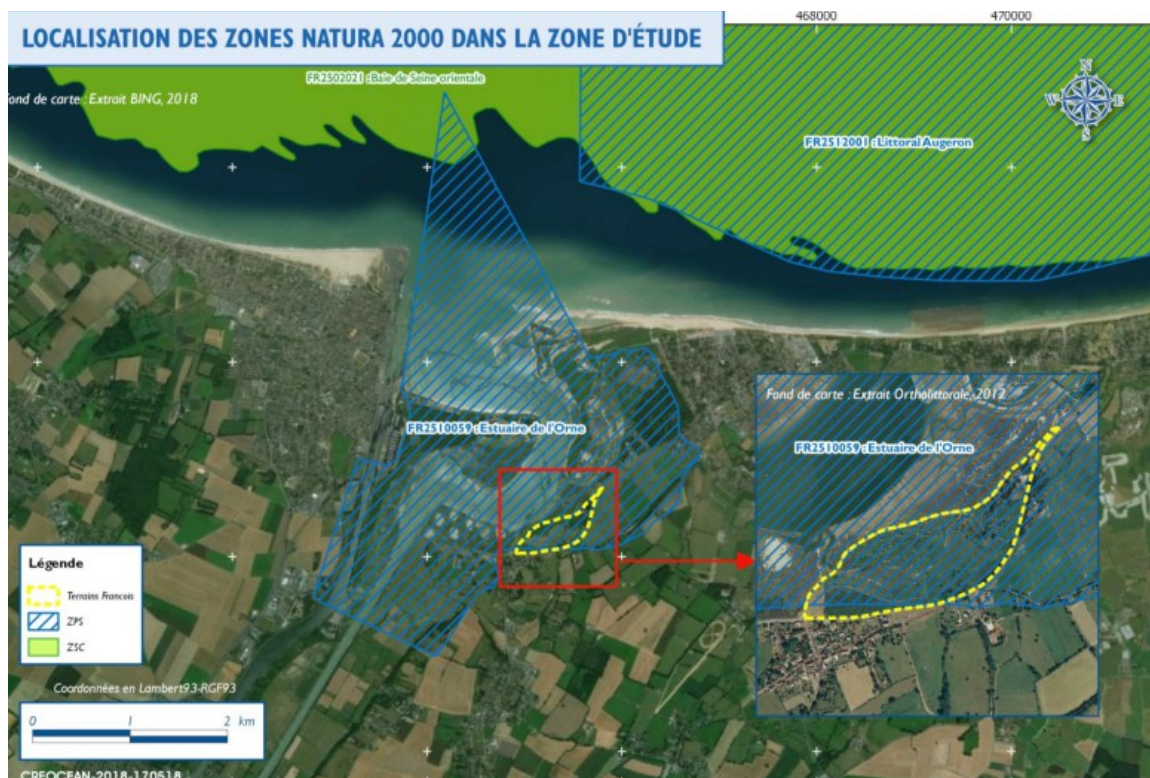 468000 470000
LOCALISATION DES ZONES NATURA 2000 DANS LA ZONE D'ÉTUDE
FR2502021 : Baie de Seine orientale
Fond de carte : Extrait BING, 2018
N
W E
S
FR2512001 : Littoral Augeron
Fond de carte : Extrait Ortholittorale, 2012
FR2510059 : Estuaire de l'Orne
FR2510059 : Estuaire de l'Orne
Légende
Terrains Francois
ZPS
ZSC
Coordonnées en Lambert93-RGF93
0 1 2 km
CREOCEAN-2018-170518